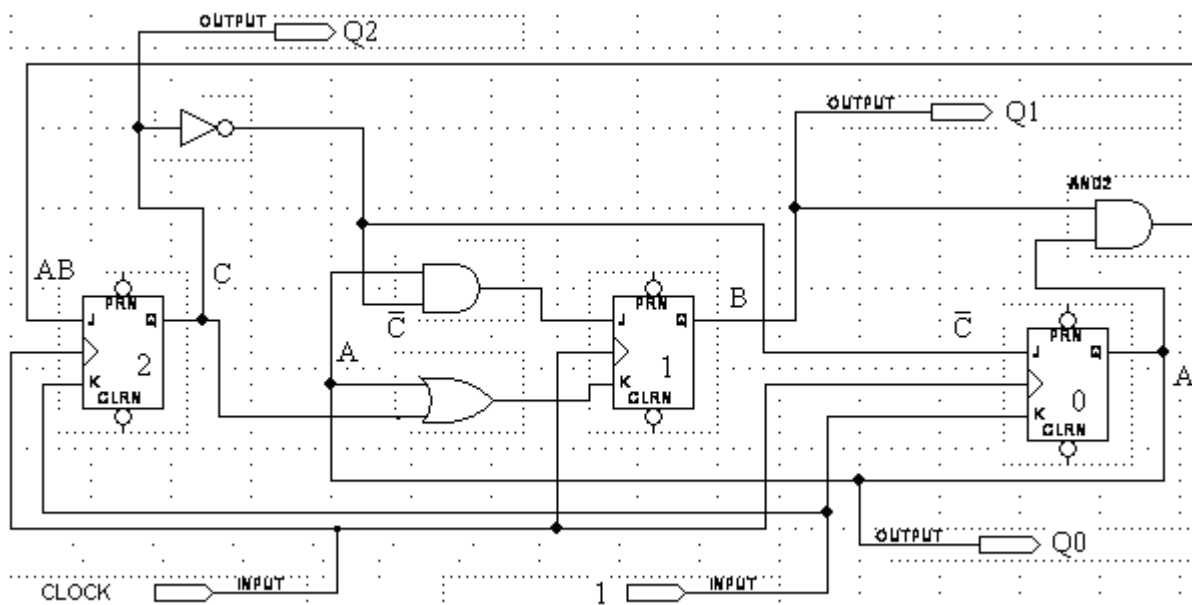 OUTPUT Q2
OUTPUT Q1
AND2
AB C
PRN
J Q
2
K
CLRN
C̅
A
PRN
J Q
1
K
CLRN
B
C̅
PRN
J Q
0
K
CLRN
A
OUTPUT Q0
CLOCK INPUT
1 INPUT